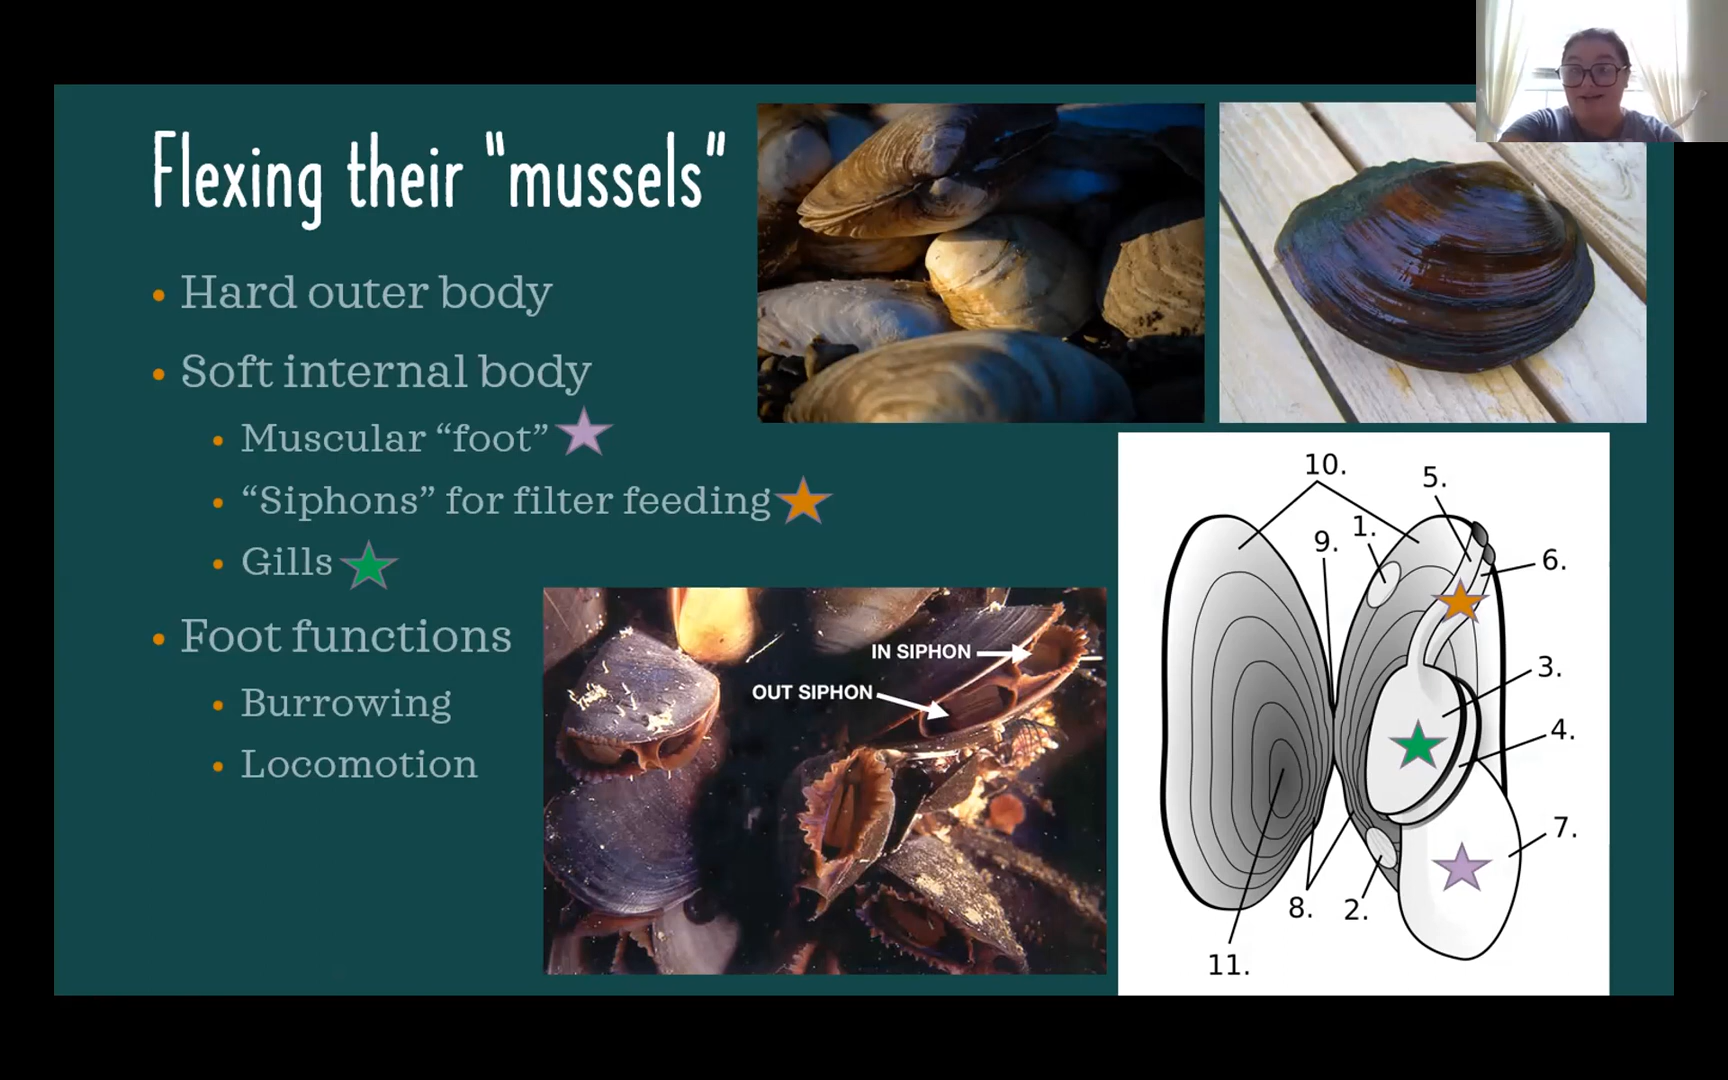 Flexing their "mussels"
Hard outer body
Soft internal body
Muscular “foot”
“Siphons” for filter feeding
Gills
Foot functions
Burrowing
Locomotion
IN SIPHON
OUT SIPHON
10.
5.
1.
9.
6.
3.
4.
7.
8.
2.
11.